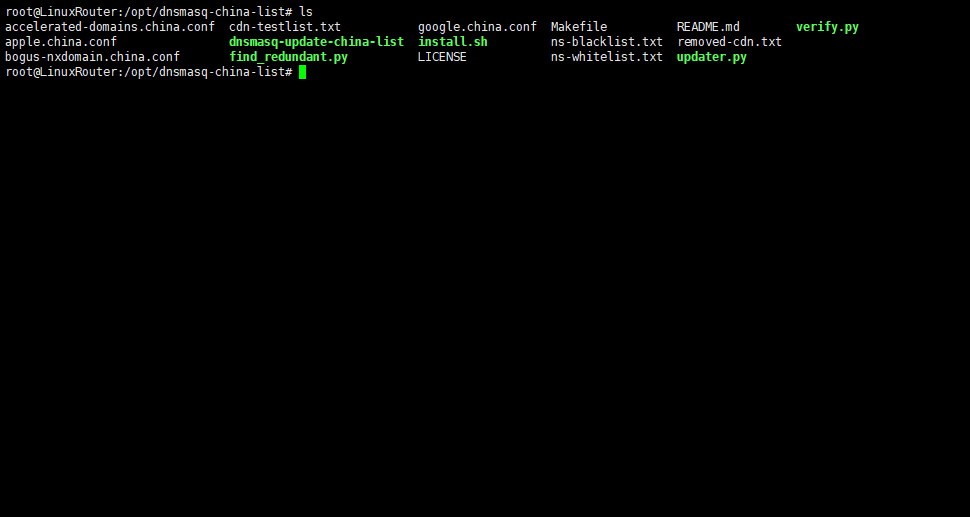 root@LinuxRouter:/opt/dnsmasq-china-list# ls
accelerated-domains.china.conf  cdn-testlist.txt           google.china.conf  Makefile          README.md        verify.py
apple.china.conf                dnsmasq-update-china-list  install.sh         ns-blacklist.txt  removed-cdn.txt
bogus-nxdomain.china.conf       find_redundant.py          LICENSE            ns-whitelist.txt  updater.py
root@LinuxRouter:/opt/dnsmasq-china-list#